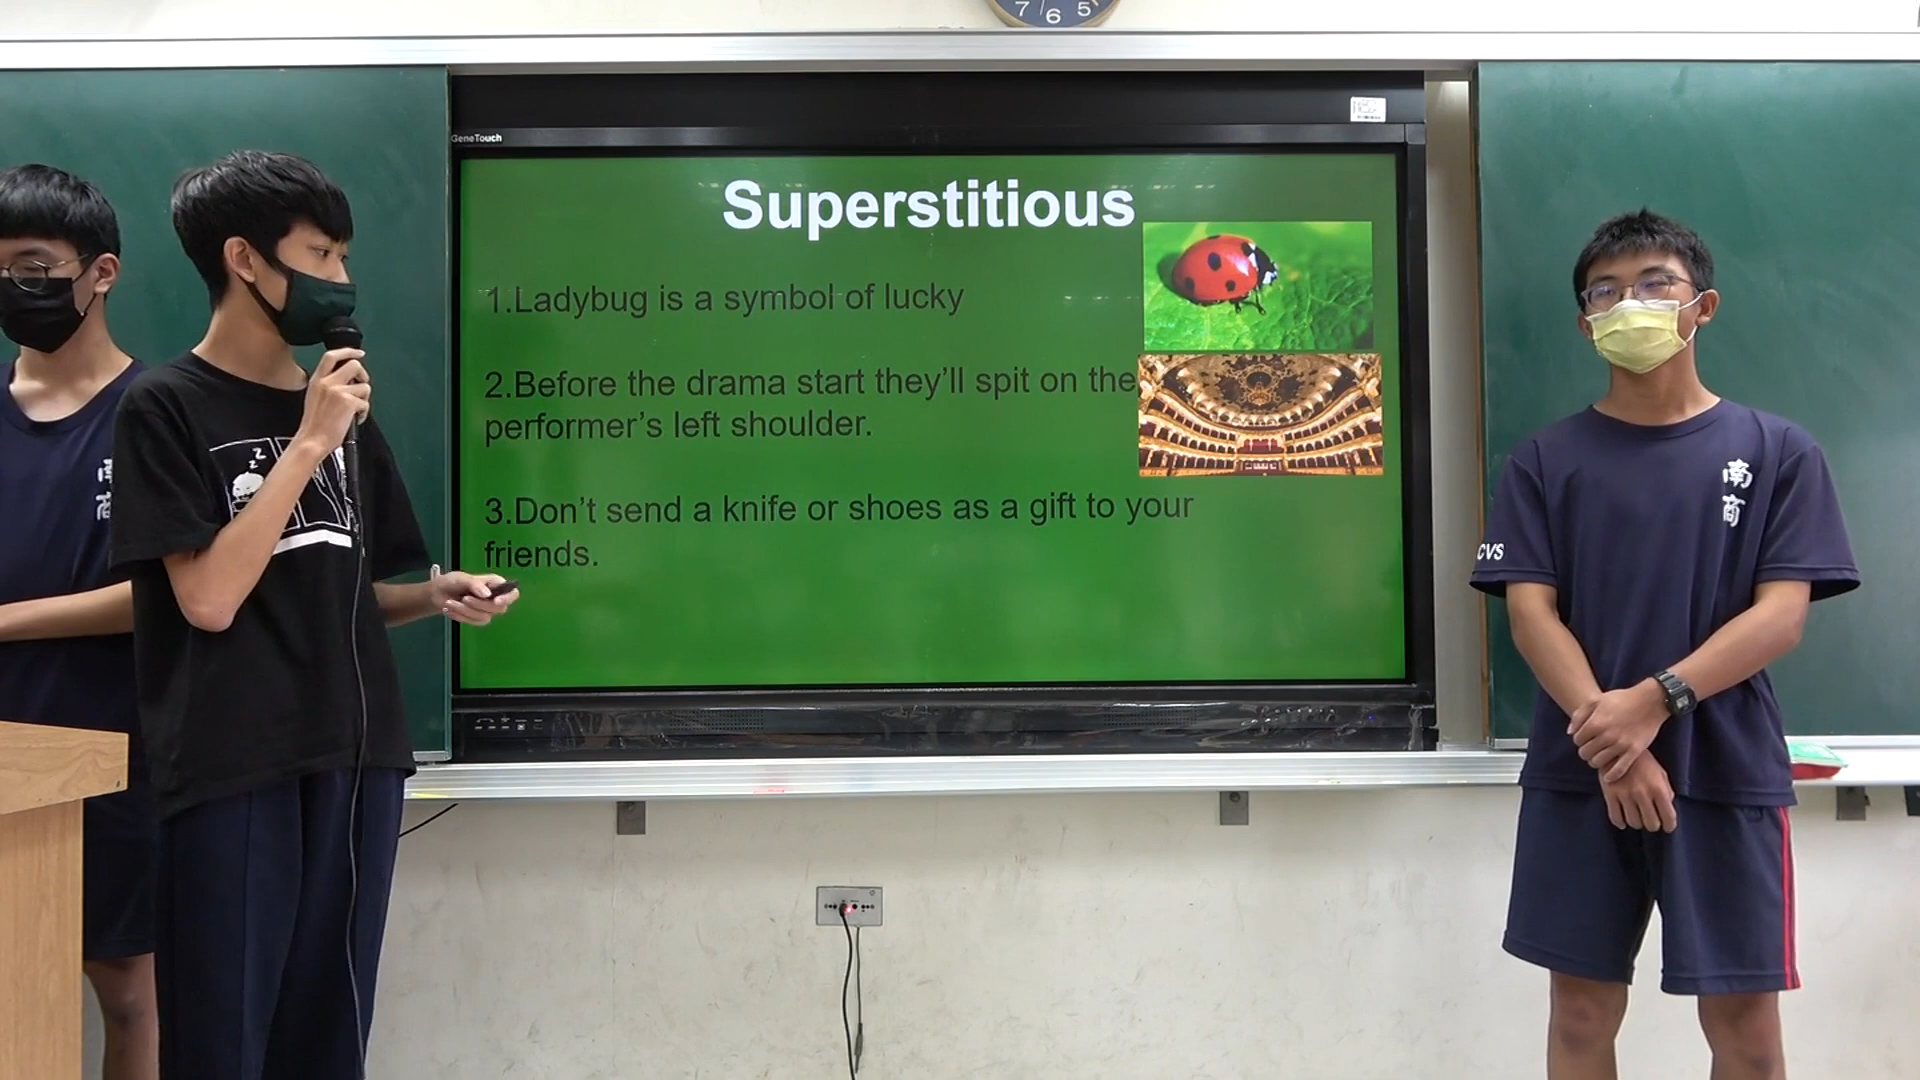 7 6 5
GeneTouch
Superstitious
1.Ladybug is a symbol of lucky
2.Before the drama start they'll spit on the
performer's left shoulder.
3.Don't send a knife or shoes as a gift to your
friends.
z
z
南
商
南
商
CVS